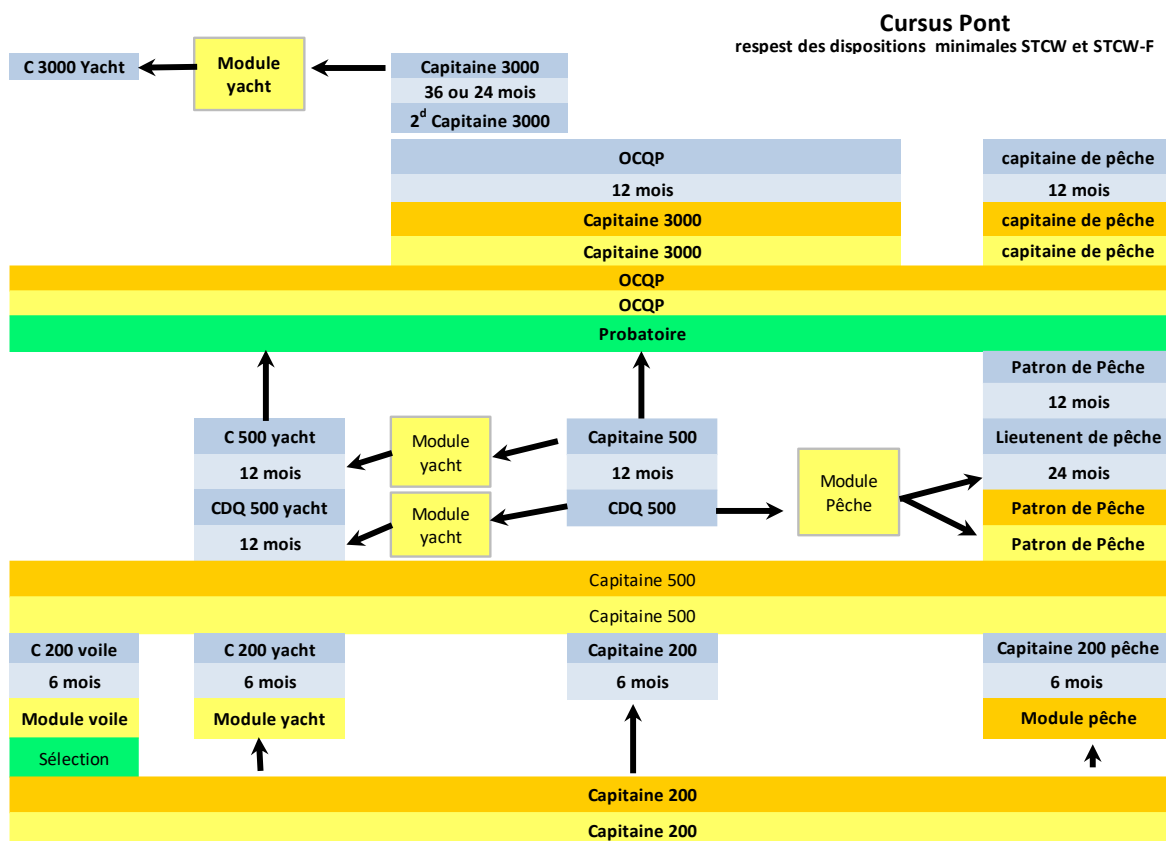 Cursus Pont
respest des dispositions minimales STCW et STCW-F
C 3000 Yacht
Module
yacht
Capitaine 3000
36 ou 24 mois
2d Capitaine 3000
OCQP
capitaine de pêche
12 mois
12 mois
Capitaine 3000
capitaine de pêche
Capitaine 3000
capitaine de pêche
OCQP
OCQP
Probatoire
Patron de Pêche
12 mois
C 500 yacht
Module
yacht
Capitaine 500
Lieutenent de pêche
12 mois
12 mois
Module
Pêche
24 mois
CDQ 500 yacht
Module
yacht
CDQ 500
Patron de Pêche
12 mois
Patron de Pêche
Capitaine 500
Capitaine 500
C 200 voile
C 200 yacht
Capitaine 200
Capitaine 200 pêche
6 mois
6 mois
6 mois
6 mois
Module voile
Module yacht
Module pêche
Sélection
Capitaine 200
Capitaine 200